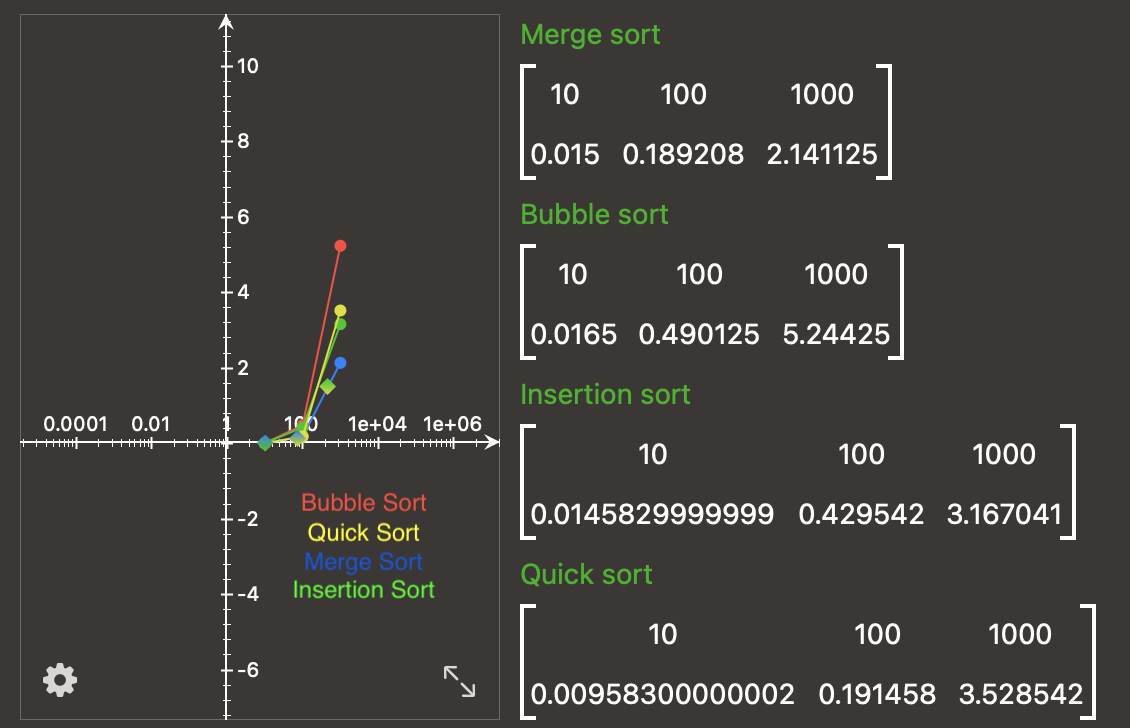 10
8
6
4
2
0.0001 0.01 1 100 1e+04 1e+06
-2
-4
-6
Bubble Sort
Quick Sort
Merge Sort
Insertion Sort
Merge sort
10 100 1000
0.015 0.189208 2.141125
Bubble sort
10 100 1000
0.0165 0.490125 5.24425
Insertion sort
10 100 1000
0.0145829999999 0.429542 3.167041
Quick sort
10 100 1000
0.00958300000002 0.191458 3.528542